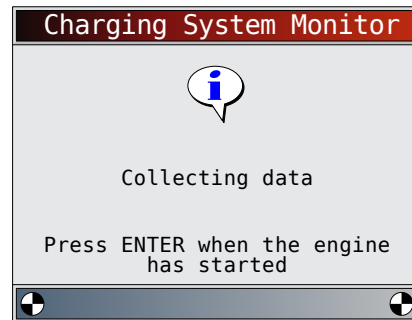 Charging System Monitor
i
Collecting data
Press ENTER when the engine
has started